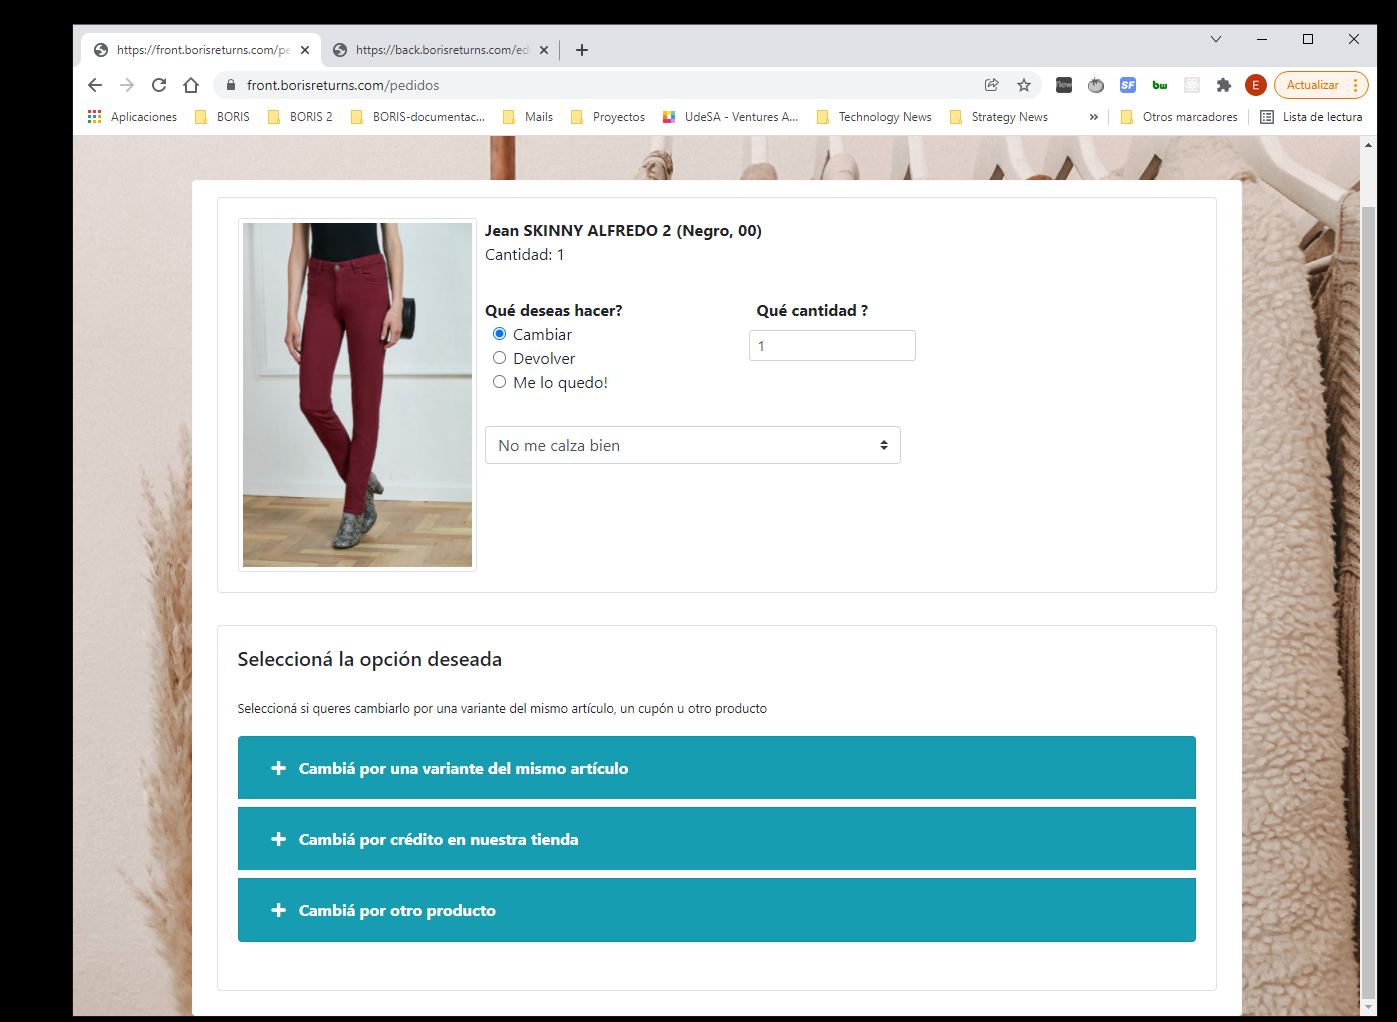 https://front.borisreturns.com/pe
https://back.borisreturns.com/ed
front.borisreturns.com/pedidos
SF
bw
E
Actualizar
Aplicaciones
BORIS
BORIS 2
BORIS-documentac...
Mails
Proyectos
UdeSA - Ventures A...
Technology News
Strategy News
Otros marcadores
Lista de lectura
Jean SKINNY ALFREDO 2 (Negro, 00)
Cantidad: 1
Qué deseas hacer?
Qué cantidad ?
Cambiar
1
Devolver
Me lo quedo!
No me calza bien
Seleccioná la opción deseada
Seleccioná si queres cambiarlo por una variante del mismo artículo, un cupón u otro producto
Cambiá por una variante del mismo artículo
Cambiá por crédito en nuestra tienda
Cambiá por otro producto